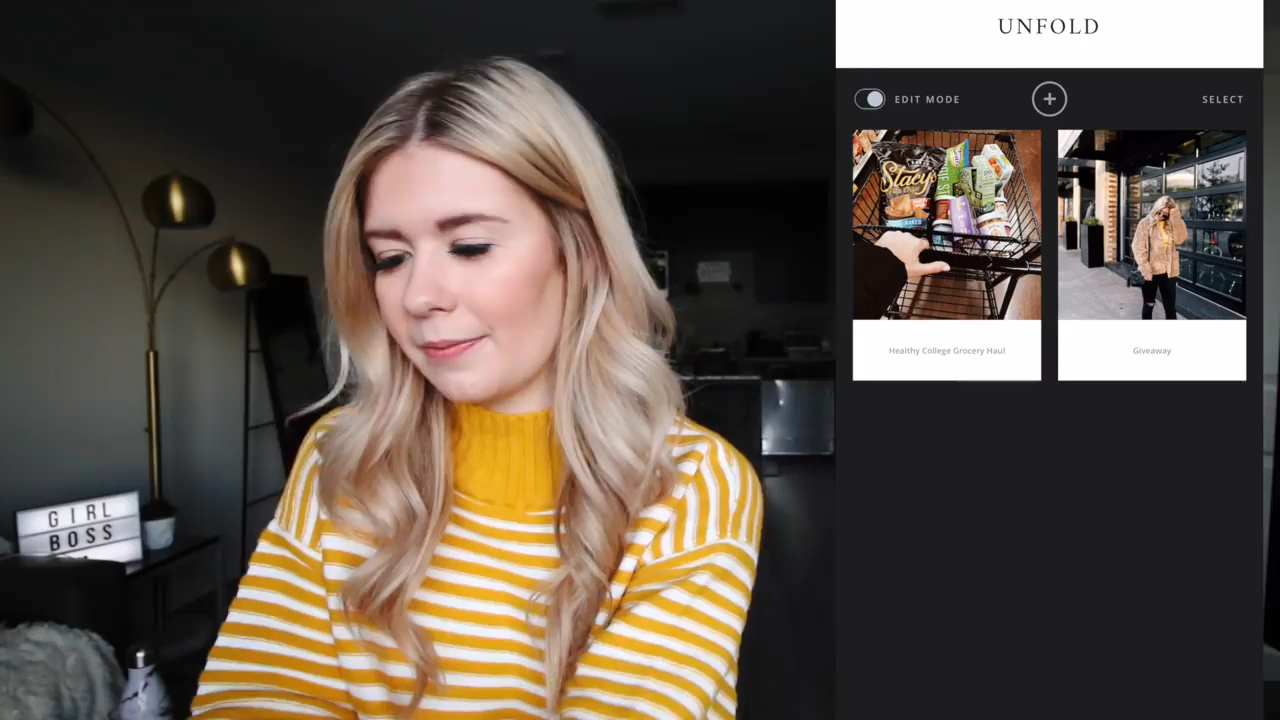 UNFOLD
EDIT MODE
SELECT
Stacy's
Healthy College Grocery Haul
Giveaway
GIRL
BOSS